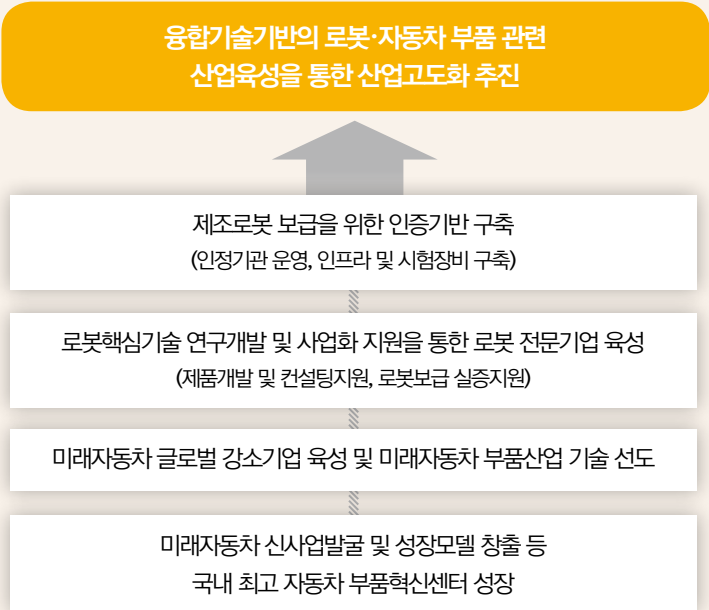 융합기술기반의 로봇·자동차 부품 관련
산업육성을 통한 산업고도화 추진
제조로봇 보급을 위한 인증기반 구축
(인정기관 운영, 인프라 및 시험장비 구축)
로봇핵심기술 연구개발 및 사업화 지원을 통한 로봇 전문기업 육성
(제품개발 및 컨설팅지원, 로봇보급 실증지원)
미래자동차 글로벌 강소기업 육성 및 미래자동차 부품산업 기술 선도
미래자동차 신사업발굴 및 성장모델 창출 등
국내 최고 자동차 부품혁신센터 성장